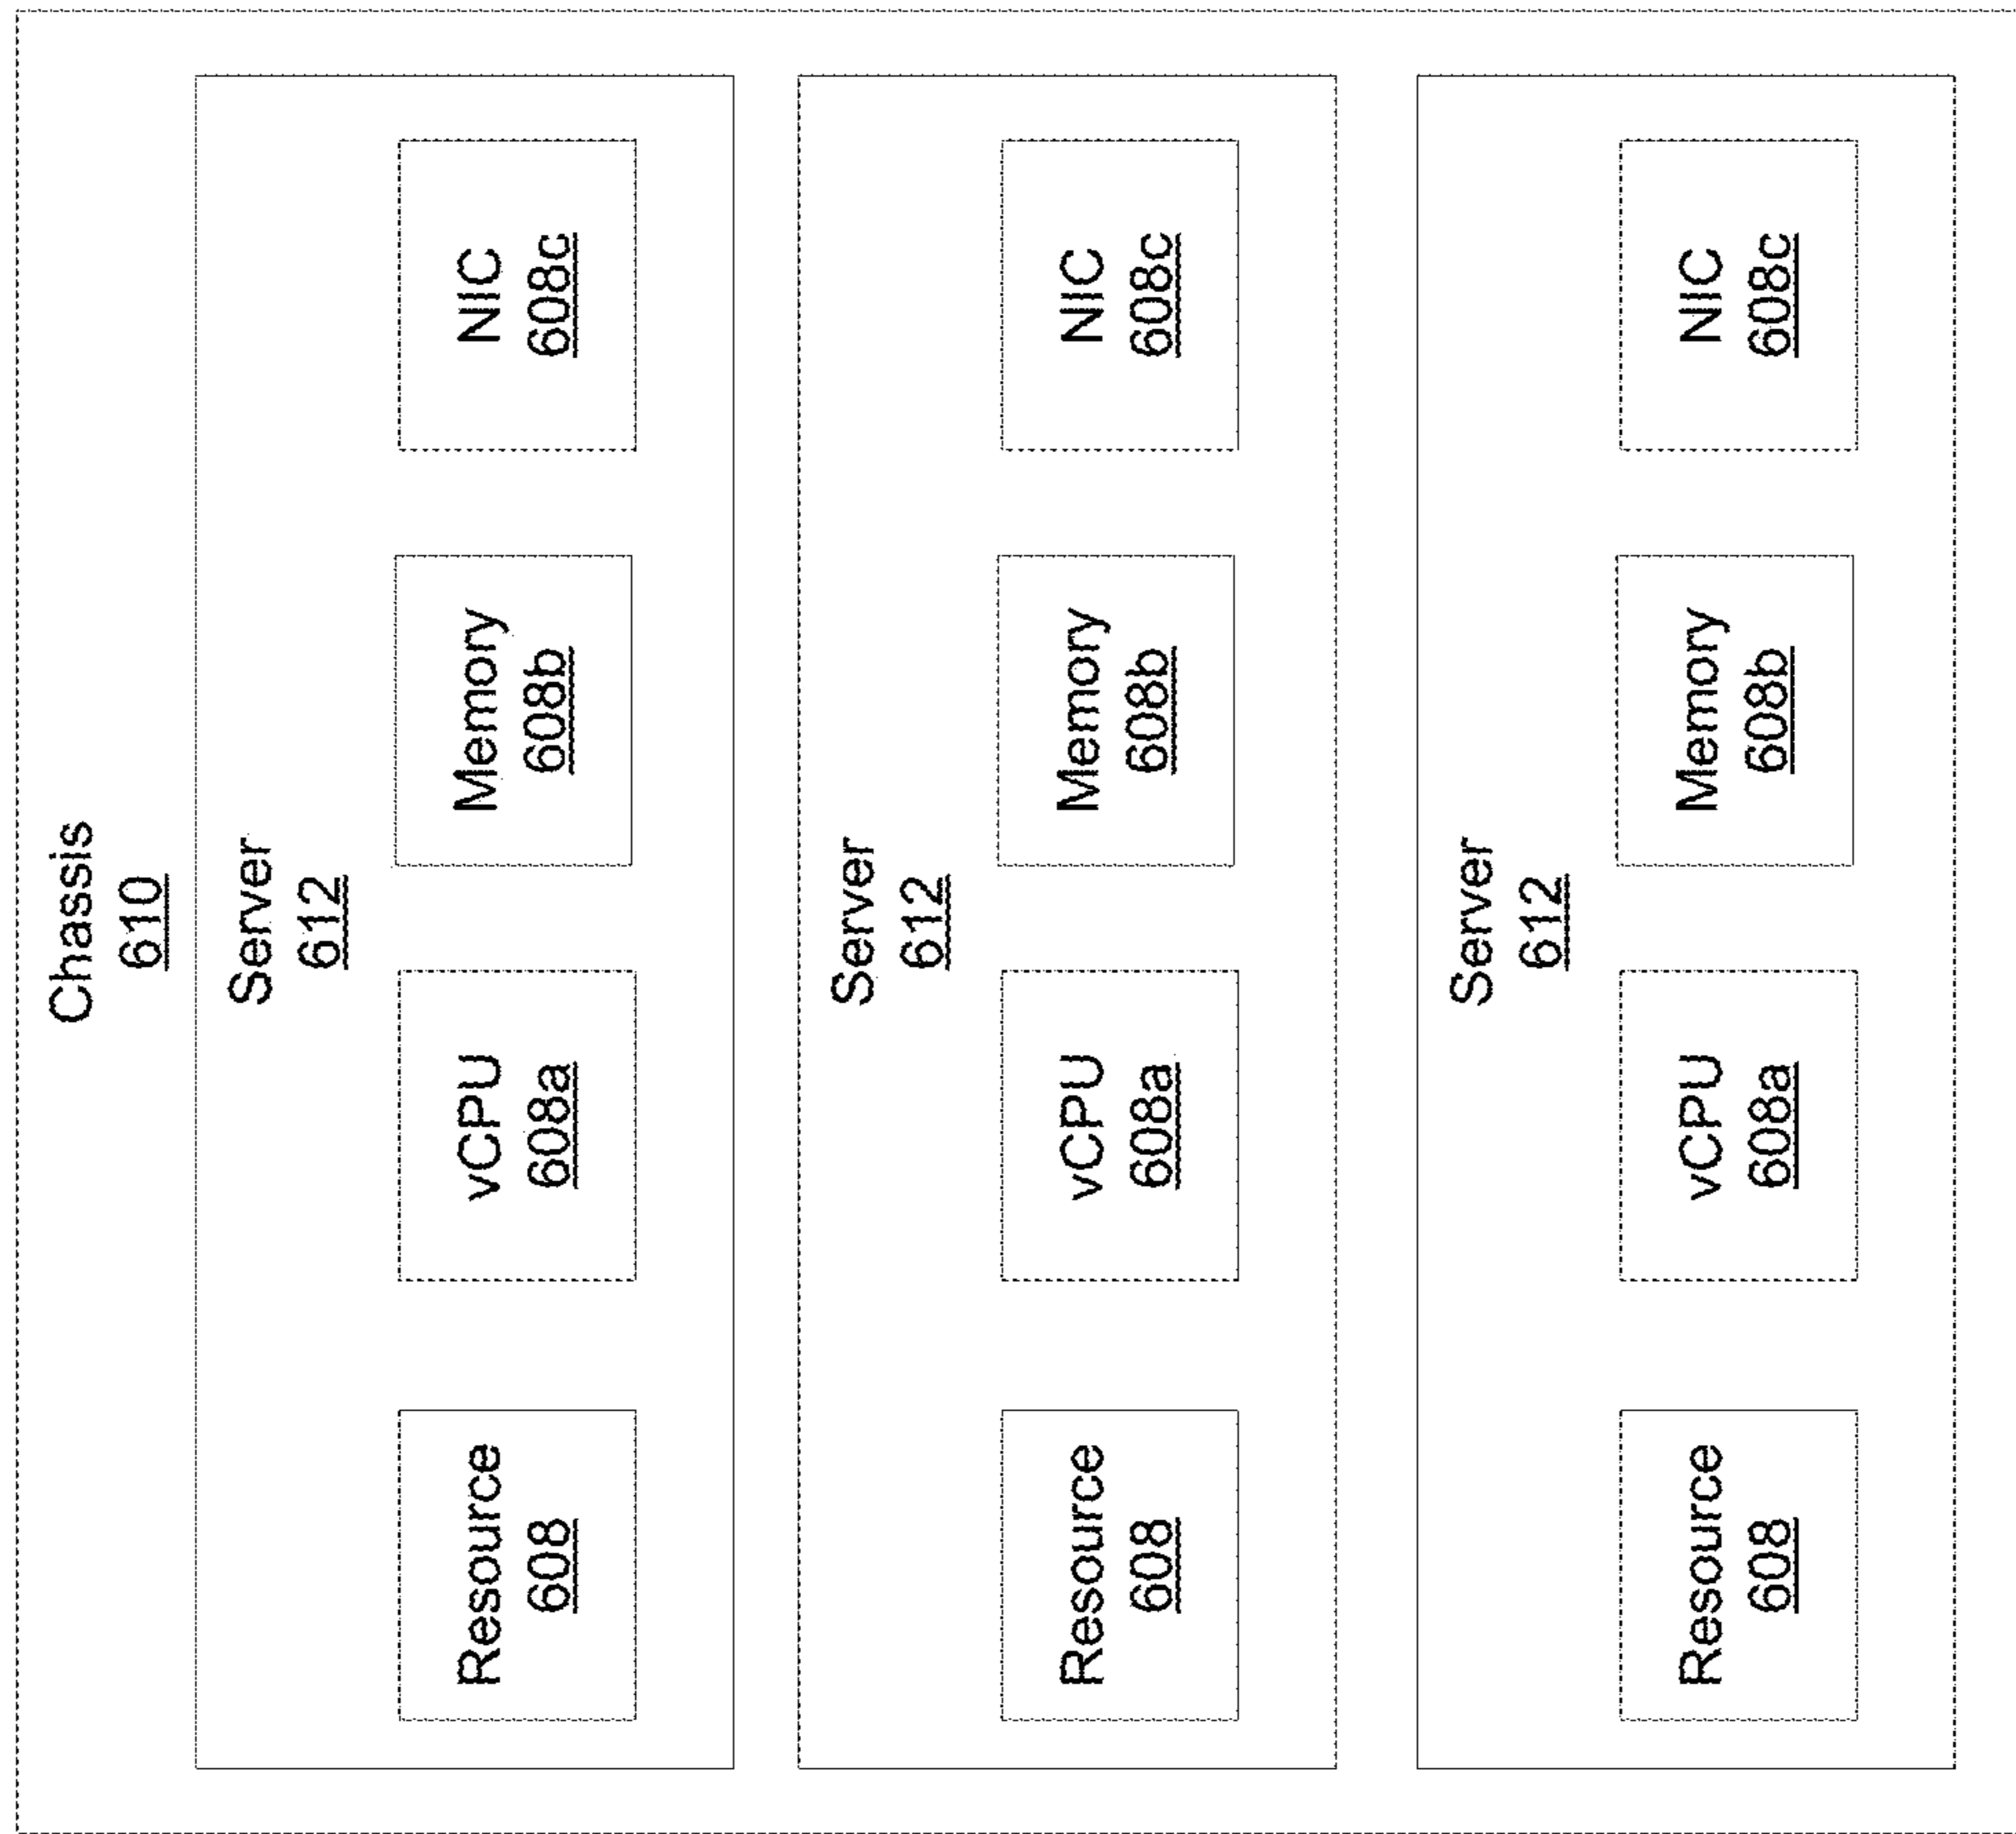 Chassis
610
Server
612
Resource
608
vCPU
608a
Memory
608b
NIC
608c
Server
612
Resource
608
vCPU
608a
Memory
608b
NIC
608c
Server
612
Resource
608
vCPU
608a
Memory
608b
NIC
608c